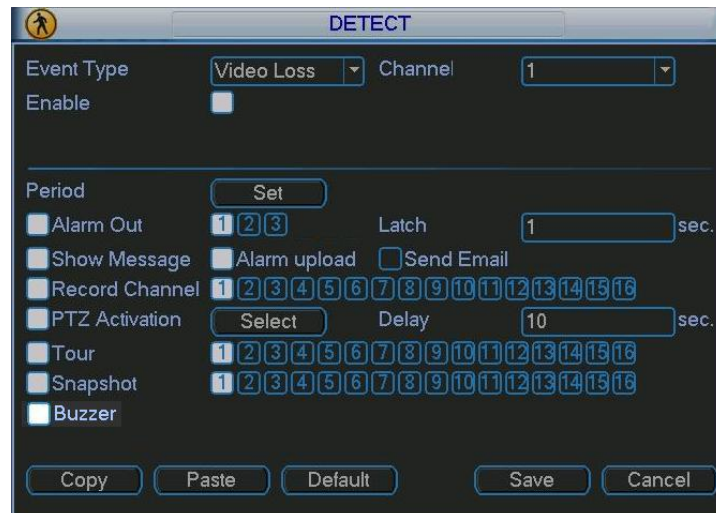 DETECT
Event Type Video Loss Channel 1
Enable
Period Set
Alarm Out 1 2 3 Latch 1 sec.
Show Message Alarm upload Send Email
Record Channel 1 2 3 4 5 6 7 8 9 10 11 12 13 14 15 16
PTZ Activation Select Delay 10 sec.
Tour 1 2 3 4 5 6 7 8 9 10 11 12 13 14 15 16
Snapshot 1 2 3 4 5 6 7 8 9 10 11 12 13 14 15 16
Buzzer
Copy Paste Default Save Cancel